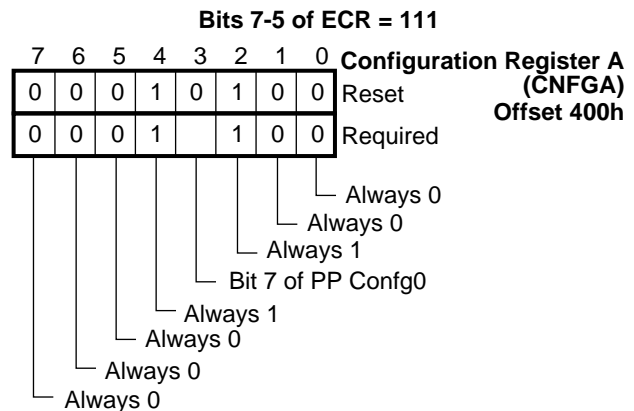 Bits 7-5 of ECR = 111
7 6 5 4 3 2 1 0 Configuration Register A
(CNFGA)
Offset 400h
0 0 0 1 0 1 0 0 Reset
0 0 0 1 1 0 0 Required
Always 0
Always 0
Always 1
Bit 7 of PP Confg0
Always 1
Always 0
Always 0
Always 0